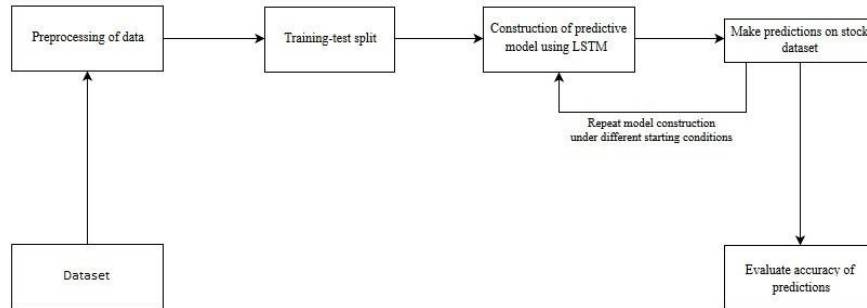 Preprocessing of data
Training-test split
Construction of predictive
model using LSTM
Make predictions on stock
dataset
Repeat model construction
under different starting conditions
Dataset
Evaluate accuracy of
predictions